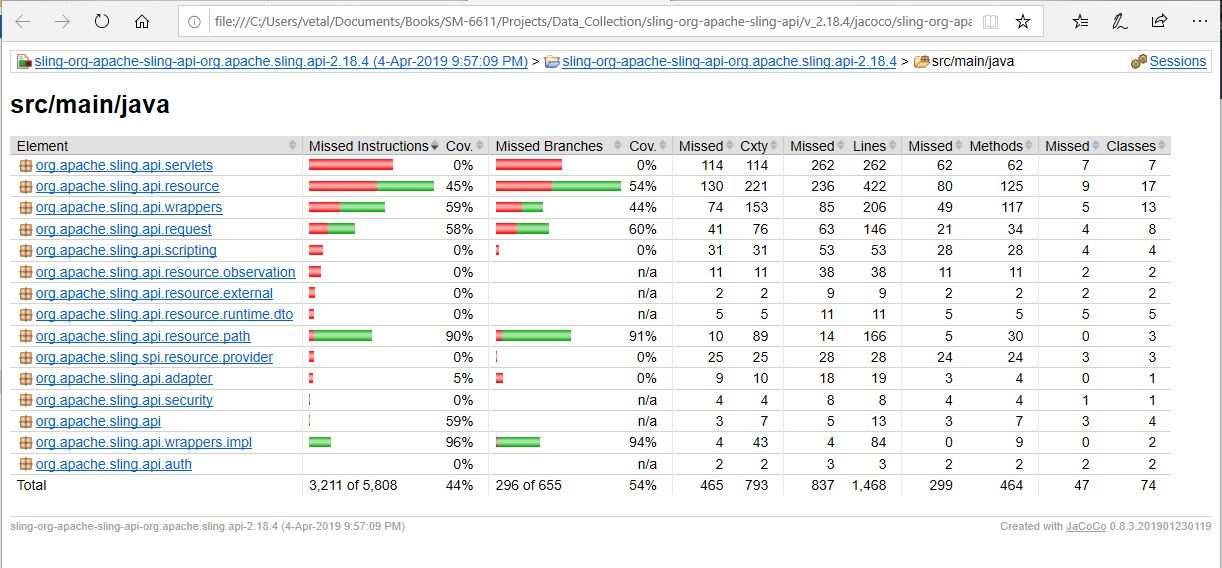 file:///C:/Users/vetal/Documents/Books/SM-6611/Projects/Data_Collection/sling-org-apache-sling-api/v_2.18.4/jacoco/sling-org-apa
sling-org-apache-sling-api-org.apache.sling.api-2.18.4 (4-Apr-2019 9:57:09 PM) > sling-org-apache-sling-api-org.apache.sling.api-2.18.4 > src/main/java Sessions
src/main/java
Element Missed Instructions Cov. Missed Branches Cov. Missed Cxty Missed Lines Missed Methods Missed Classes
org.apache.sling.api.servlets 0% 0% 114 114 262 262 62 62 7 7
org.apache.sling.api.resource 45% 54% 130 221 236 422 80 125 9 17
org.apache.sling.api.wrappers 59% 44% 74 153 85 206 49 117 5 13
org.apache.sling.api.request 58% 60% 41 76 63 146 21 34 4 8
org.apache.sling.api.scripting 0% 0% 31 31 53 53 28 28 4 4
org.apache.sling.api.resource.observation 0% n/a 11 11 38 38 11 11 2 2
org.apache.sling.api.resource.external 0% n/a 2 2 9 9 2 2 2 2
org.apache.sling.api.resource.runtime.dto 0% n/a 5 5 11 11 5 5 5 5
org.apache.sling.api.resource.path 90% 91% 10 89 14 166 5 30 0 3
org.apache.sling.spi.resource.provider 0% 0% 25 25 28 28 24 24 3 3
org.apache.sling.api.adapter 5% 0% 9 10 18 19 3 4 0 1
org.apache.sling.api.security 0% n/a 4 4 8 8 4 4 1 1
org.apache.sling.api 59% n/a 3 7 5 13 3 7 3 4
org.apache.sling.api.wrappers.impl 96% 94% 4 43 4 84 0 9 0 2
org.apache.sling.api.auth 0% n/a 2 2 3 3 2 2 2 2
Total 3,211 of 5,808 44% 296 of 655 54% 465 793 837 1,468 299 464 47 74
sling-org-apache-sling-api-org.apache.sling.api-2.18.4 (4-Apr-2019 9:57:09 PM) Created with JaCoCo 0.8.3.201901230119